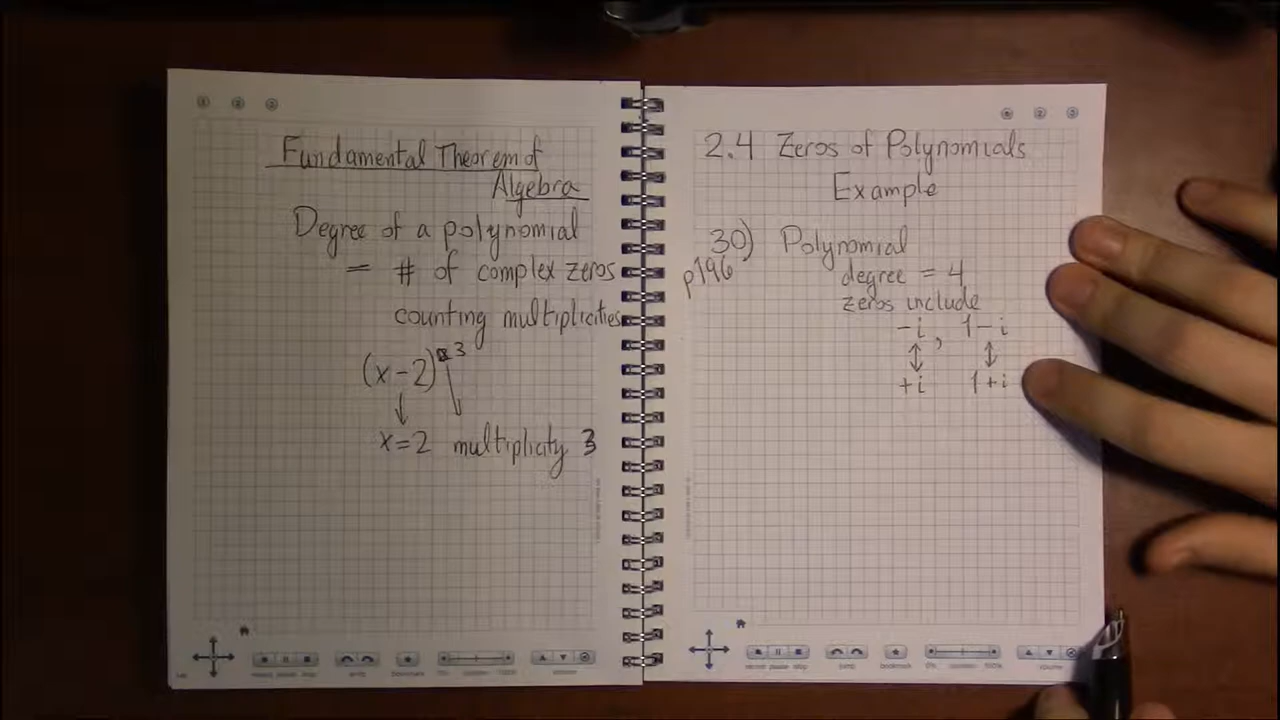 Fundamental Theorem of
Algebra
Degree of a polynomial
= # of complex zeros
counting multiplicities
(x-2)³
x=2 multiplicity 3
2.4 Zeros of Polynomials
Example
30) Polynomial
p196
degree = 4
zeros include
-i, 1-i
+i 1+i